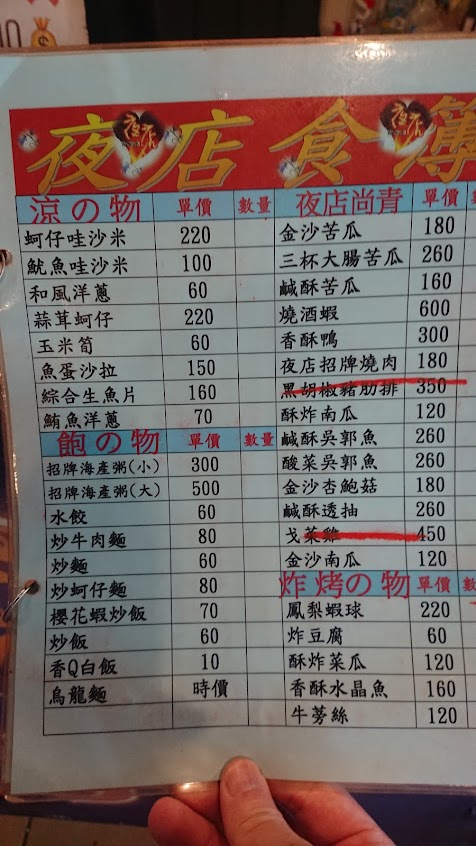 夜店食簿
夜店
夜店
涼の物 單價 數量
蚵仔哇沙米 220
魷魚哇沙米 100
和風洋蔥 60
蒜茸蚵仔 220
玉米筍 60
魚蛋沙拉 150
綜合生魚片 160
鮪魚洋蔥 70
飽の物 單價 數量
招牌海產粥(小) 300
招牌海產粥(大) 500
水餃 60
炒牛肉麵 80
炒麵 60
炒蚵仔麵 80
櫻花蝦炒飯 70
炒飯 60
香Q白飯 10
烏龍麵 時價
夜店尚青 單價
金沙苦瓜 180
三杯大腸苦瓜 260
鹹酥苦瓜 160
燒酒蝦 600
香酥鴨 300
夜店招牌燒肉 180
黑胡椒豬肋排 350
酥炸南瓜 120
鹹酥吳郭魚 260
酸菜吳郭魚 260
金沙杏鮑菇 180
鹹酥透抽 260
戈菜雞 450
金沙南瓜 120
炸烤の物 單價 數
鳳梨蝦球 220
炸豆腐 60
酥炸菜瓜 120
香酥水晶魚 160
牛蒡絲 120